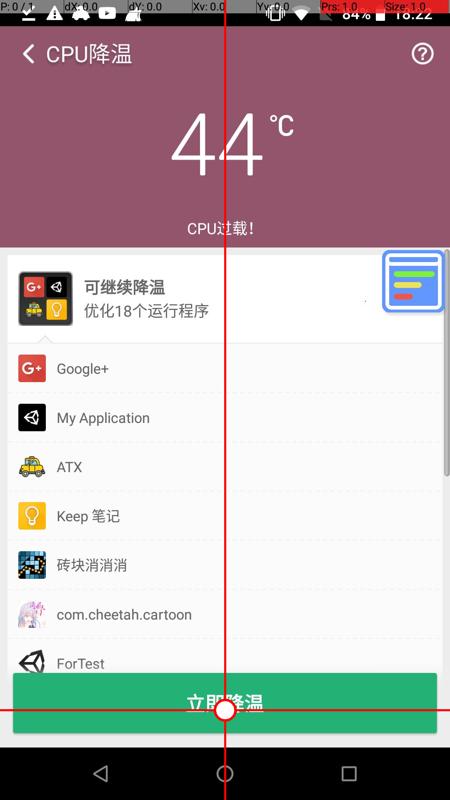 P: 0 / 1 dX: 0.0 dY: 0.0 Xv: 0.0 Yv: 0.0 Prs: 1.0 Size: 1.0
84% 18:22
CPU降温
44℃
CPU过载!
可继续降温
优化18个运行程序
Google+
My Application
ATX
Keep 笔记
砖块消消消
com.cheetah.cartoon
ForTest
立即降温